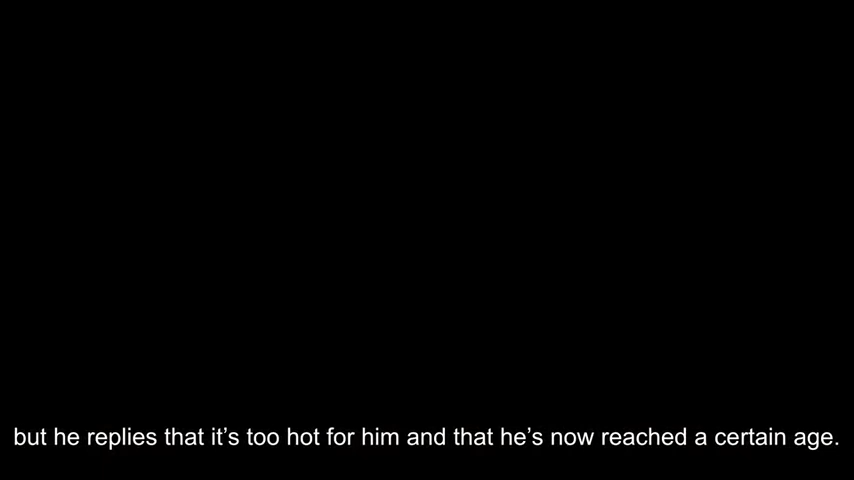 but he replies that it’s too hot for him and that he’s now reached a certain age.